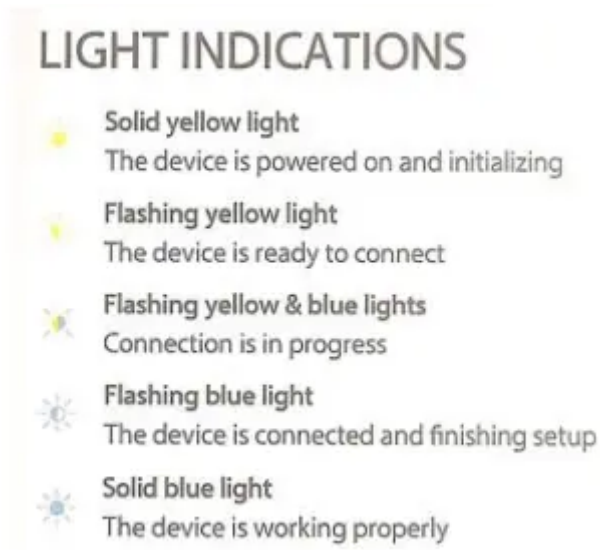 LIGHT INDICATIONS
Solid yellow light
The device is powered on and initializing
Flashing yellow light
The device is ready to connect
Flashing yellow & blue lights
Connection is in progress
Flashing blue light
The device is connected and finishing setup
Solid blue light
The device is working properly